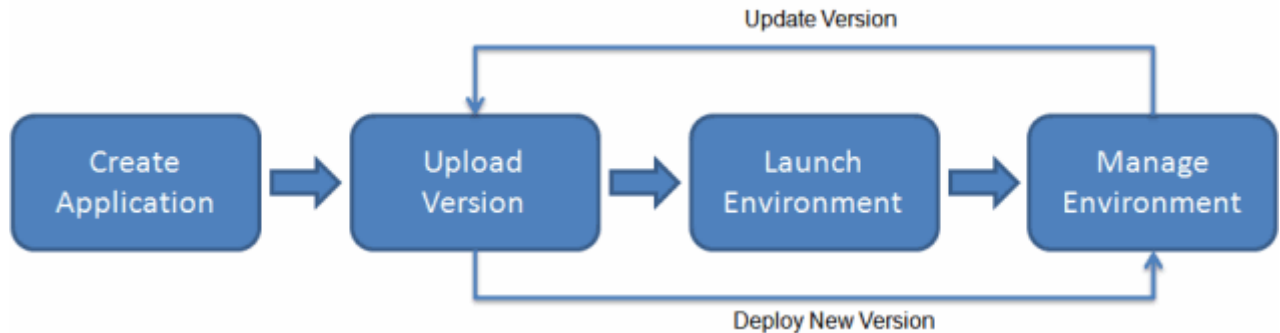 Update Version
Create
Application
Upload
Version
Launch
Environment
Manage
Environment
Deploy New Version